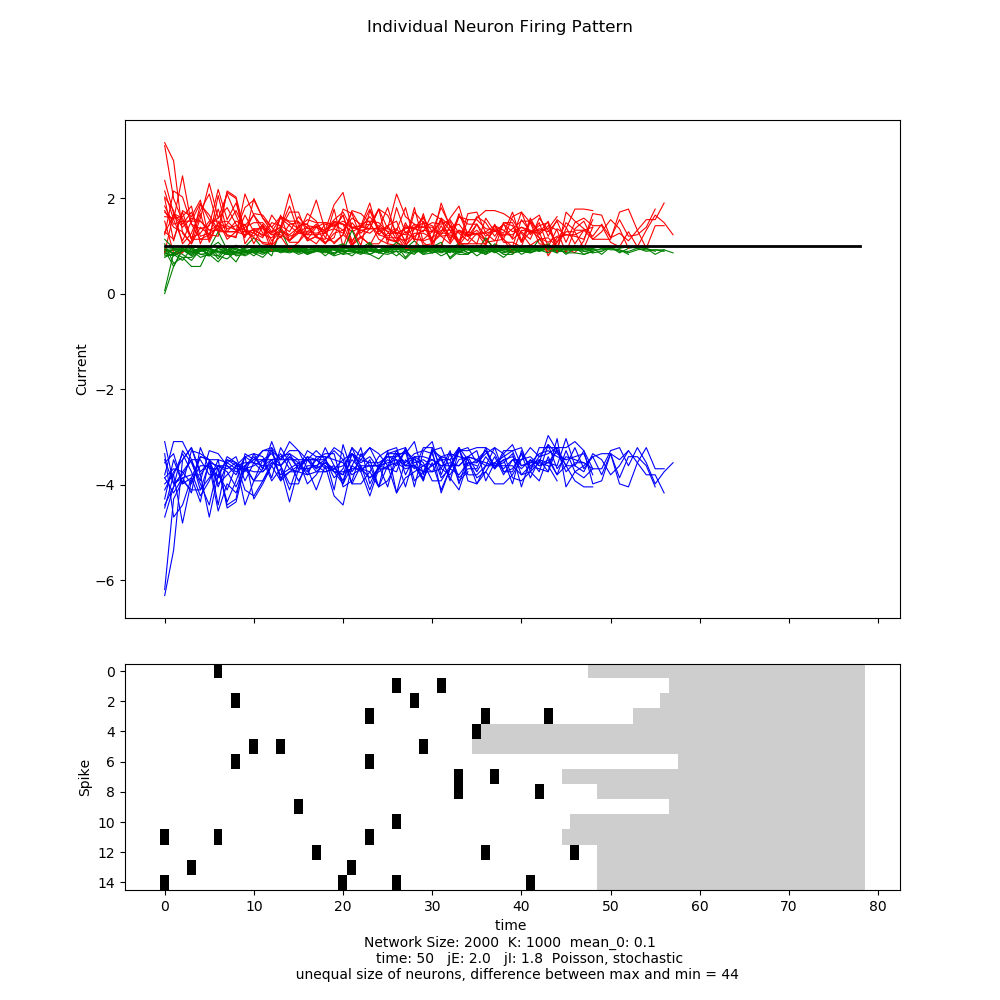 Individual Neuron Firing Pattern
2
0
−2
−4
−6
Current
0
2
4
6
8
10
12
14
Spike
0 10 20 30 40 50 60 70 80
time
Network Size: 2000 K: 1000 mean_0: 0.1
time: 50 jE: 2.0 jI: 1.8 Poisson, stochastic
unequal size of neurons, difference between max and min = 44